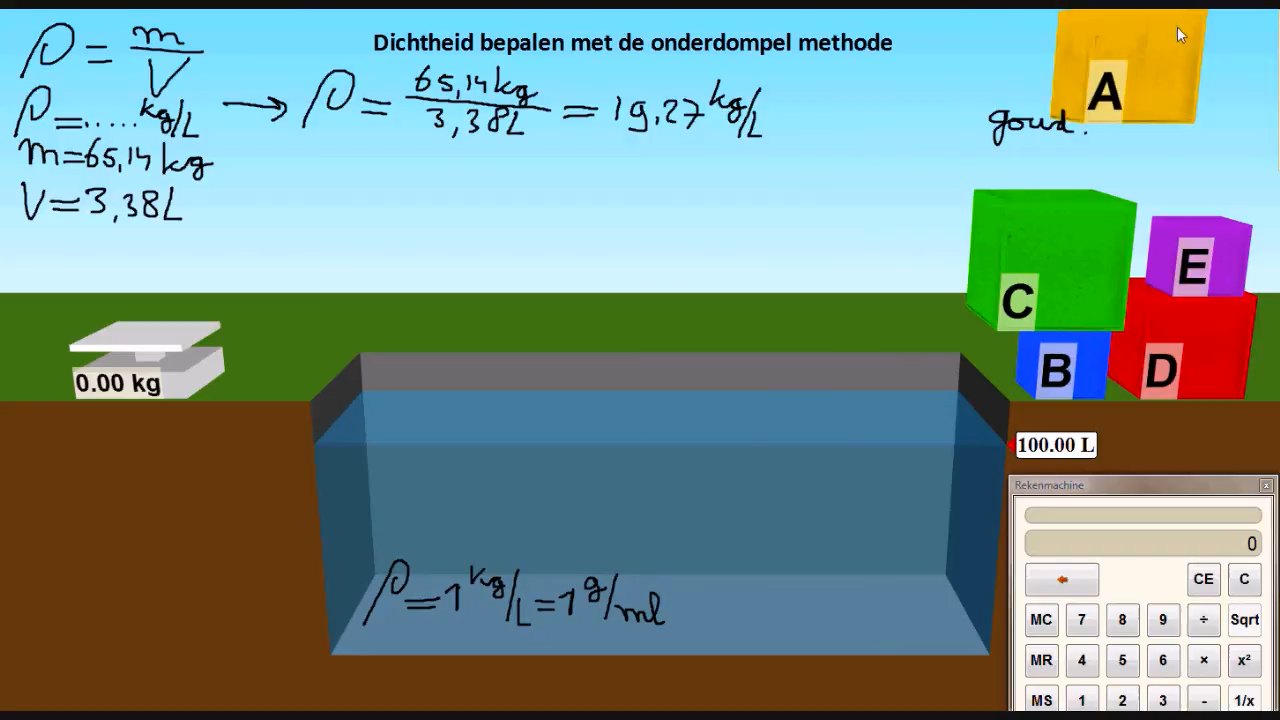 Dichtheid bepalen met de onderdompel methode
ρ = m/V
ρ = ..... kg/L → ρ = 65,14 kg / 3,38 L = 19,27 kg/L
m = 65,14 kg
V = 3,38 L
A
goud.
C
E
B
D
0.00 kg
100.00 L
ρ = 1 kg/L = 1 g/ml
Rekenmachine x
0
CE C
MC 7 8 9 ÷ Sqrt
MR 4 5 6 × x²
MS 1 2 3 - 1/x